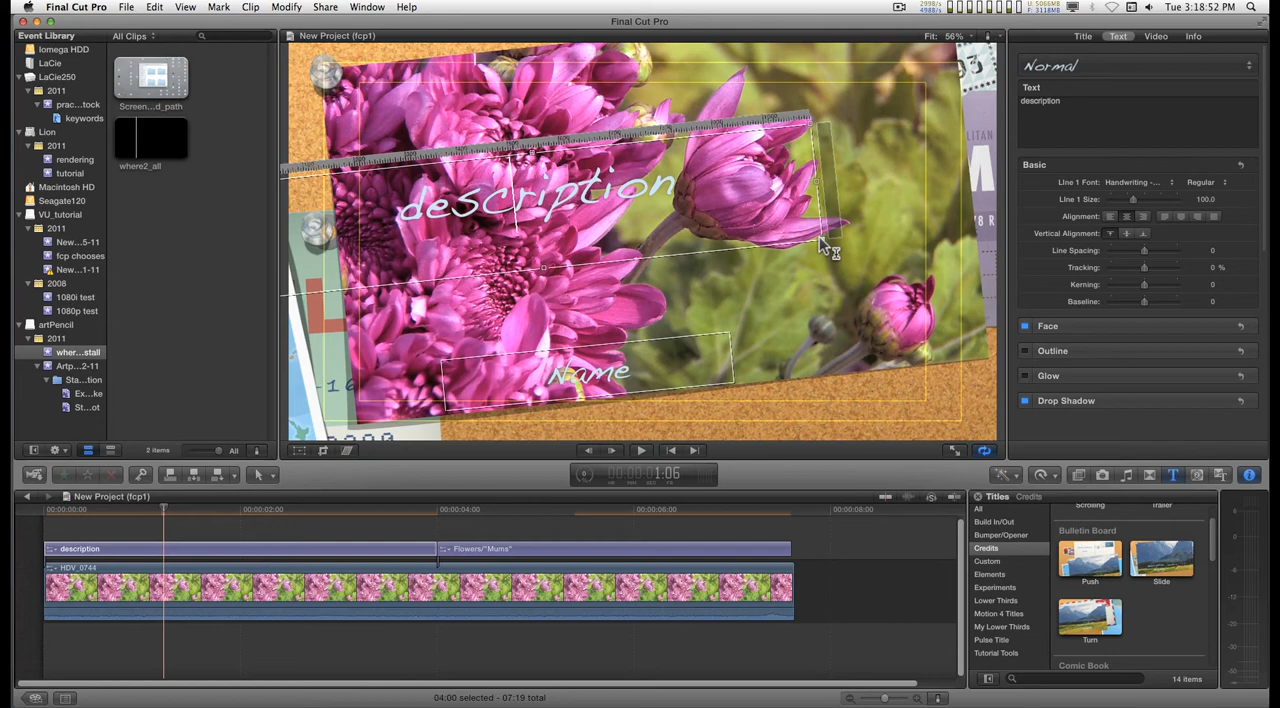 Final Cut Pro File Edit View Mark Clip Modify Share Window Help Tue 3:18:52 PM
Final Cut Pro
Event Library All Clips New Project (fcp1) Fit: 56% Title Text Video Info
Iomega HDD
LaCie
LaCie250
2011
prac...tock
keywords
Lion
2011
rendering
tutorial
Macintosh HD
Seagate120
VU_tutorial
2011
New...5-11
fcp chooses
New...1-11
2008
1080i test
1080p test
artPencil
2011
wher...stall
Artp...2-11
Sta...tion
Ex...ke
St...ot
Screen...d_path
where2_all
2 items All
description
Name
Normal
Text
description
Basic
Line 1 Font: Handwriting -... Regular
Line 1 Size: 100.0
Alignment:
Vertical Alignment:
Line Spacing: 0
Tracking: 0 %
Kerning: 0
Baseline: 0
Face
Outline
Glow
Drop Shadow
1:06
New Project (fcp1)
00:00:00:00 00:00:02:00 00:00:04:00 00:00:06:00 00:00:08:00
description Flowers/"Mums"
HDV_0744
04:00 selected - 07:19 total
Titles Credits
All
Build In/Out
Bumper/Opener
Credits
Custom
Elements
Experiments
Lower Thirds
Motion 4 Titles
My Lower Thirds
Pulse Title
Tutorial Tools
Scrolling Trailer
Bulletin Board
Push Slide
Turn
Comic Book
14 items